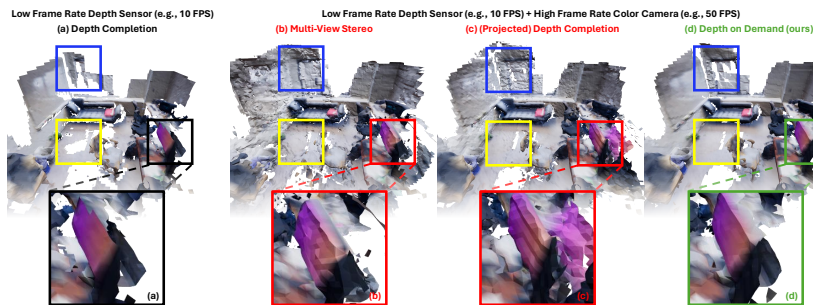 Low Frame Rate Depth Sensor (e.g., 10 FPS)
(a) Depth Completion
Low Frame Rate Depth Sensor (e.g., 10 FPS) + High Frame Rate Color Camera (e.g., 50 FPS)
(b) Multi-View Stereo
(c) (Projected) Depth Completion
(d) Depth on Demand (ours)
(a)
(b)
(c)
(d)